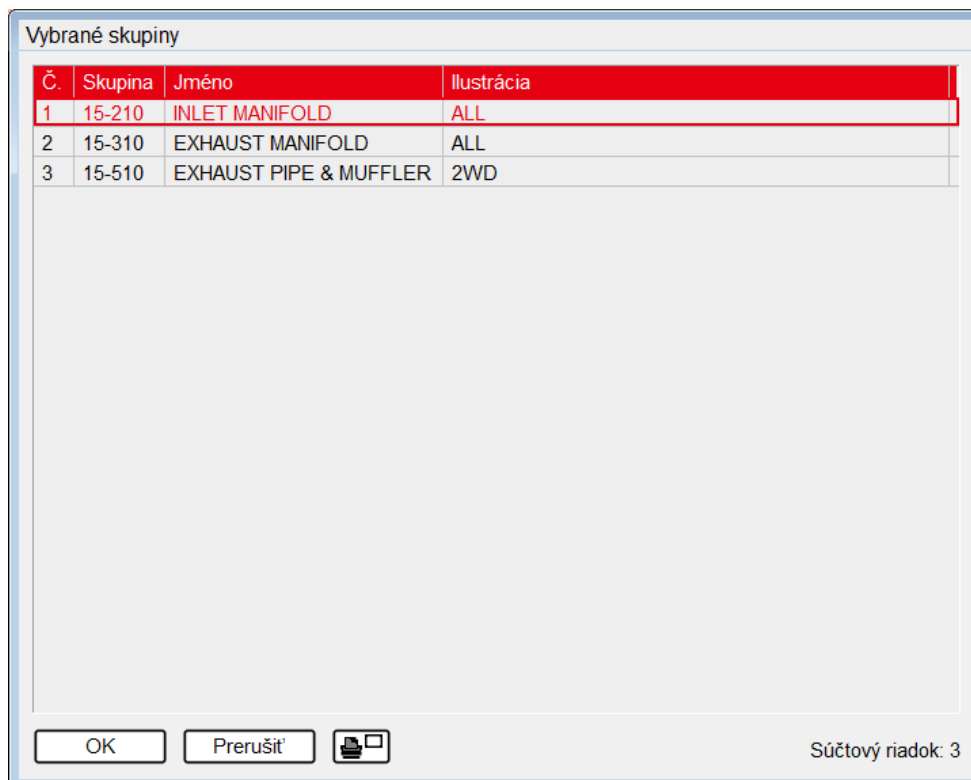 Vybrané skupiny
Č. Skupina Jméno Ilustrácia
1 15-210 INLET MANIFOLD ALL
2 15-310 EXHAUST MANIFOLD ALL
3 15-510 EXHAUST PIPE & MUFFLER 2WD
OK Prerušiť Súčtový riadok: 3